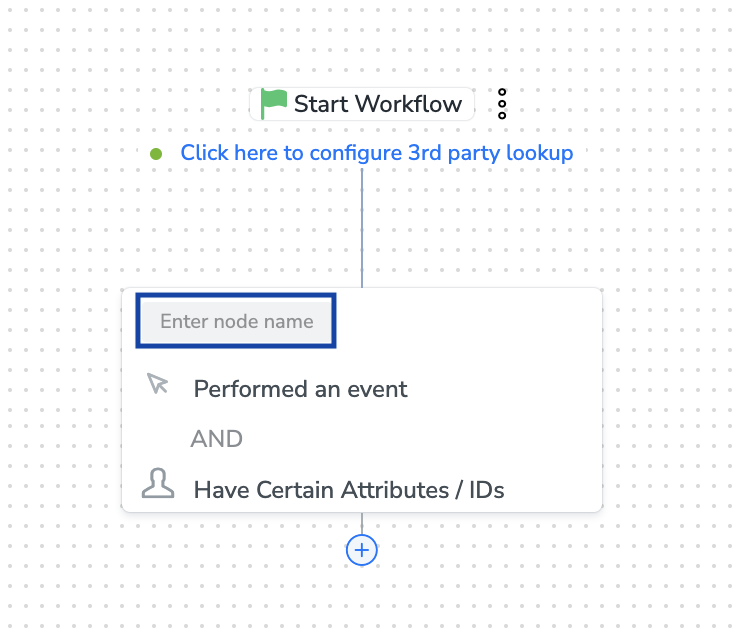 Start Workflow
Click here to configure 3rd party lookup
Enter node name
Performed an event
AND
Have Certain Attributes / IDs